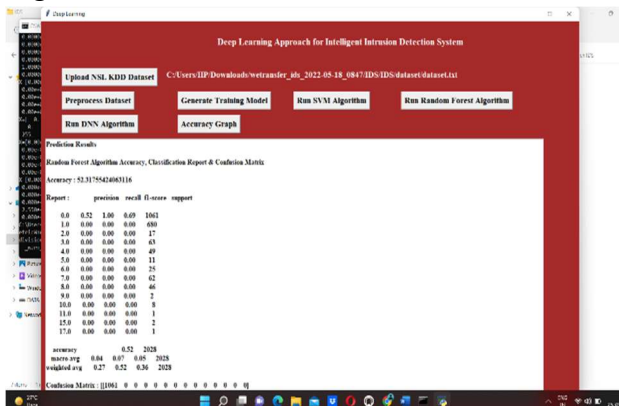 Deep Learning
Deep Learning Approach for Intelligent Intrusion Detection System
Upload NSL KDD Dataset C:/Users/IIP/Downloads/wetransfer_ids_2022-05-18_0847/IDS/IDS/dataset/dataset.txt
Preprocess Dataset Generate Training Model Run SVM Algorithm Run Random Forest Algorithm
Run DNN Algorithm Accuracy Graph
Prediction Results
Random Forest Algorithm Accuracy, Classification Report & Confusion Matrix
Accuracy : 52.31755424063116
Report : precision recall f1-score support
0.0 0.52 1.00 0.69 1061
1.0 0.00 0.00 0.00 680
2.0 0.00 0.00 0.00 17
3.0 0.00 0.00 0.00 63
4.0 0.00 0.00 0.00 49
5.0 0.00 0.00 0.00 11
6.0 0.00 0.00 0.00 25
7.0 0.00 0.00 0.00 62
8.0 0.00 0.00 0.00 46
9.0 0.00 0.00 0.00 2
10.0 0.00 0.00 0.00 8
11.0 0.00 0.00 0.00 1
15.0 0.00 0.00 0.00 2
17.0 0.00 0.00 0.00 1
accuracy 0.52 2028
macro avg 0.04 0.07 0.05 2028
weighted avg 0.27 0.52 0.36 2028
Confusion Matrix : [[1061 0 0 0 0 0 0 0 0 0 0 0 0 0]